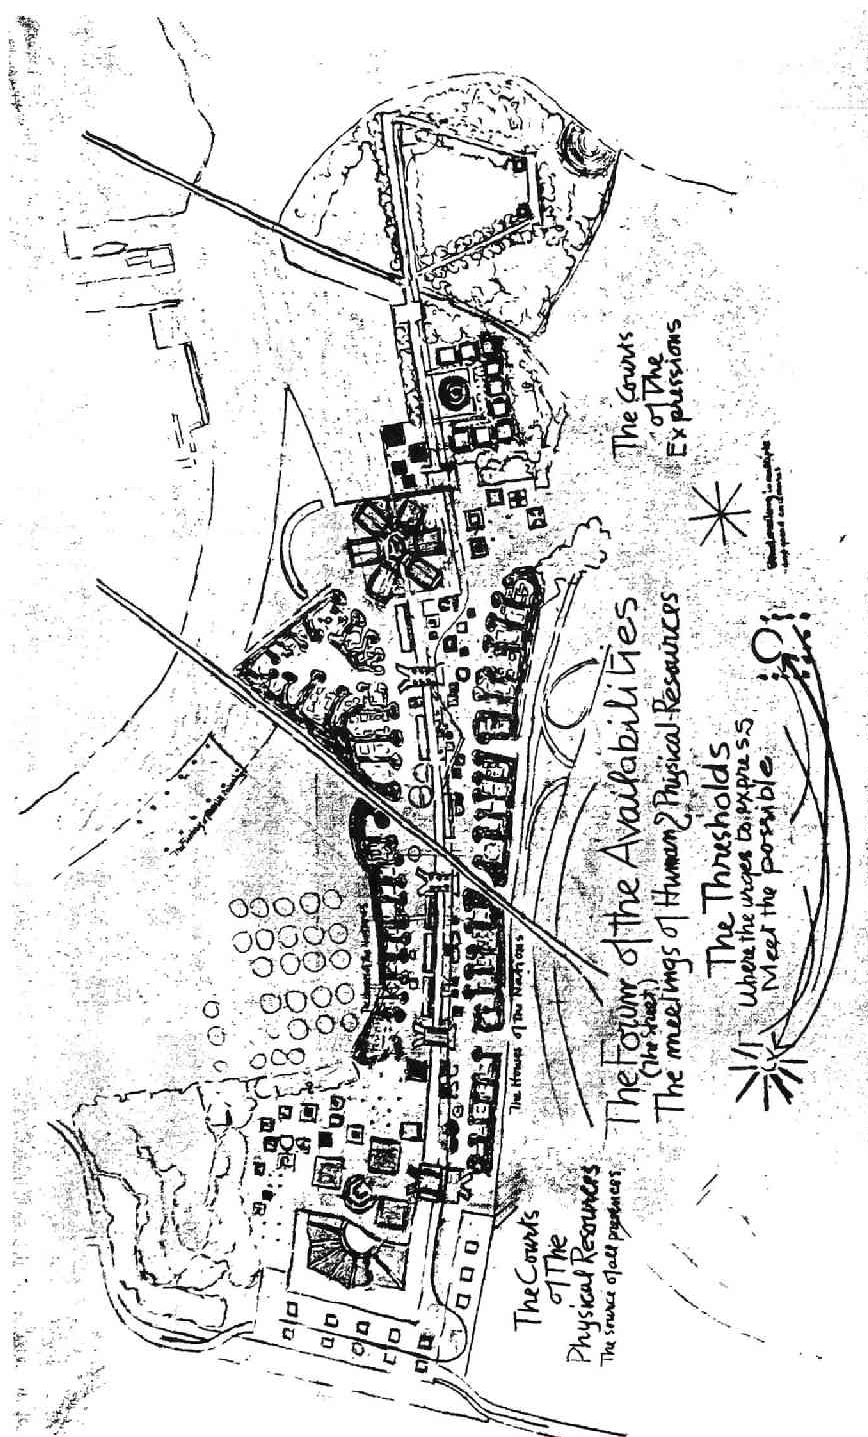 The Courts
of The
Physical Resources
The source of all presences
The Forum of the Availabilities
(The Street)
The meetings of Human & Physical Resources
The Thresholds
Where the urges to express
Meet the possible
The Courts
of The
Expressions
The Houses of the Nations